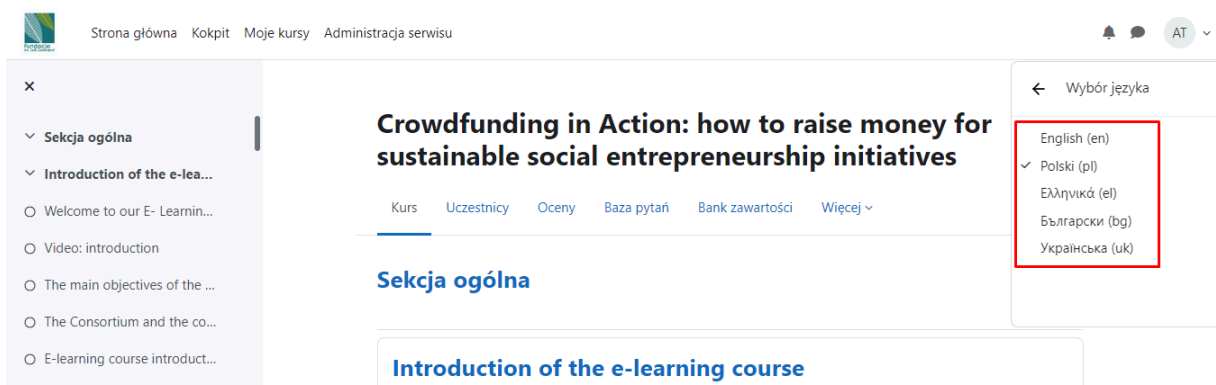 Fundacja
Strona główna Kokpit Moje kursy Administracja serwisu
AT
Wybór języka
English (en)
Polski (pl)
Ελληνικά (el)
Български (bg)
Українська (uk)
Sekcja ogólna
Introduction of the e-lea...
Welcome to our E- Learnin...
Video: introduction
The main objectives of the ...
The Consortium and the co...
E-learning course introduct...
Crowdfunding in Action: how to raise money for
sustainable social entrepreneurship initiatives
Kurs Uczestnicy Oceny Baza pytań Bank zawartości Więcej
Sekcja ogólna
Introduction of the e-learning course